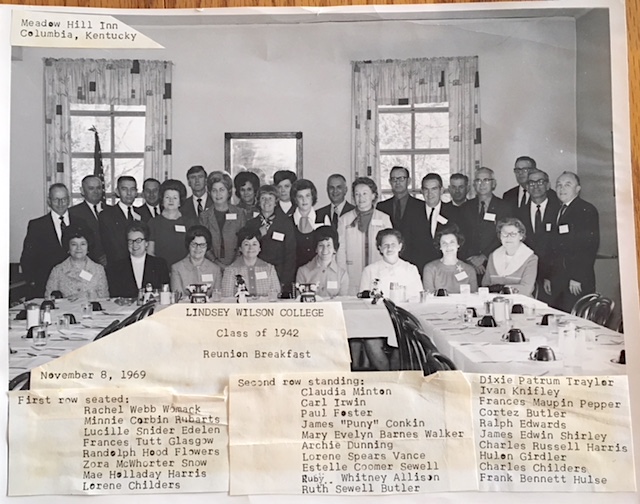 Meadow Hill Inn
Columbia, Kentucky
LINDSEY WILSON COLLEGE
Class of 1942
Reunion Breakfast
November 8, 1969
First row seated:
Rachel Webb Womack
Minnie Corbin Rubarts
Lucille Snider Edelen
Frances Tutt Glasgow
Randolph Hood Flowers
Zora McWhorter Snow
Mae Holladay Harris
Lorene Childers
Second row standing:
Claudia Minton
Carl Irwin
Paul Foster
James "Puny" Conkin
Mary Evelyn Barnes Walker
Archie Dunning
Lorene Spears Vance
Estelle Coomer Sewell
Ruby Whitney Allison
Ruth Sewell Butler
Dixie Patrum Traylor
Ivan Knifley
Frances Maupin Pepper
Cortez Butler
Ralph Edwards
James Edwin Shirley
Charles Russell Harris
Hulon Girdler
Charles Childers
Frank Bennett Hulse